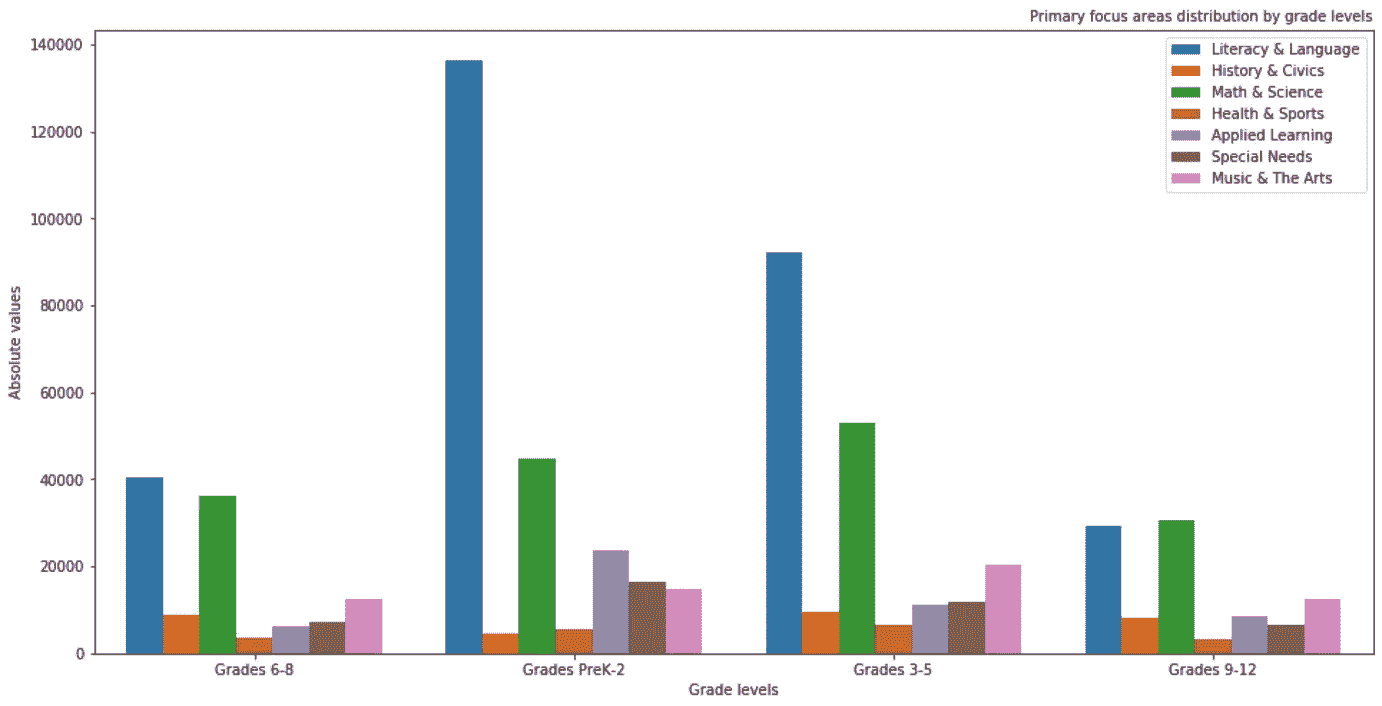 Primary focus areas distribution by grade levels
140000
120000
100000
80000
60000
40000
20000
0
Absolute values
Literacy & Language
History & Civics
Math & Science
Health & Sports
Applied Learning
Special Needs
Music & The Arts
Grades 6-8
Grades PreK-2
Grades 3-5
Grades 9-12
Grade levels